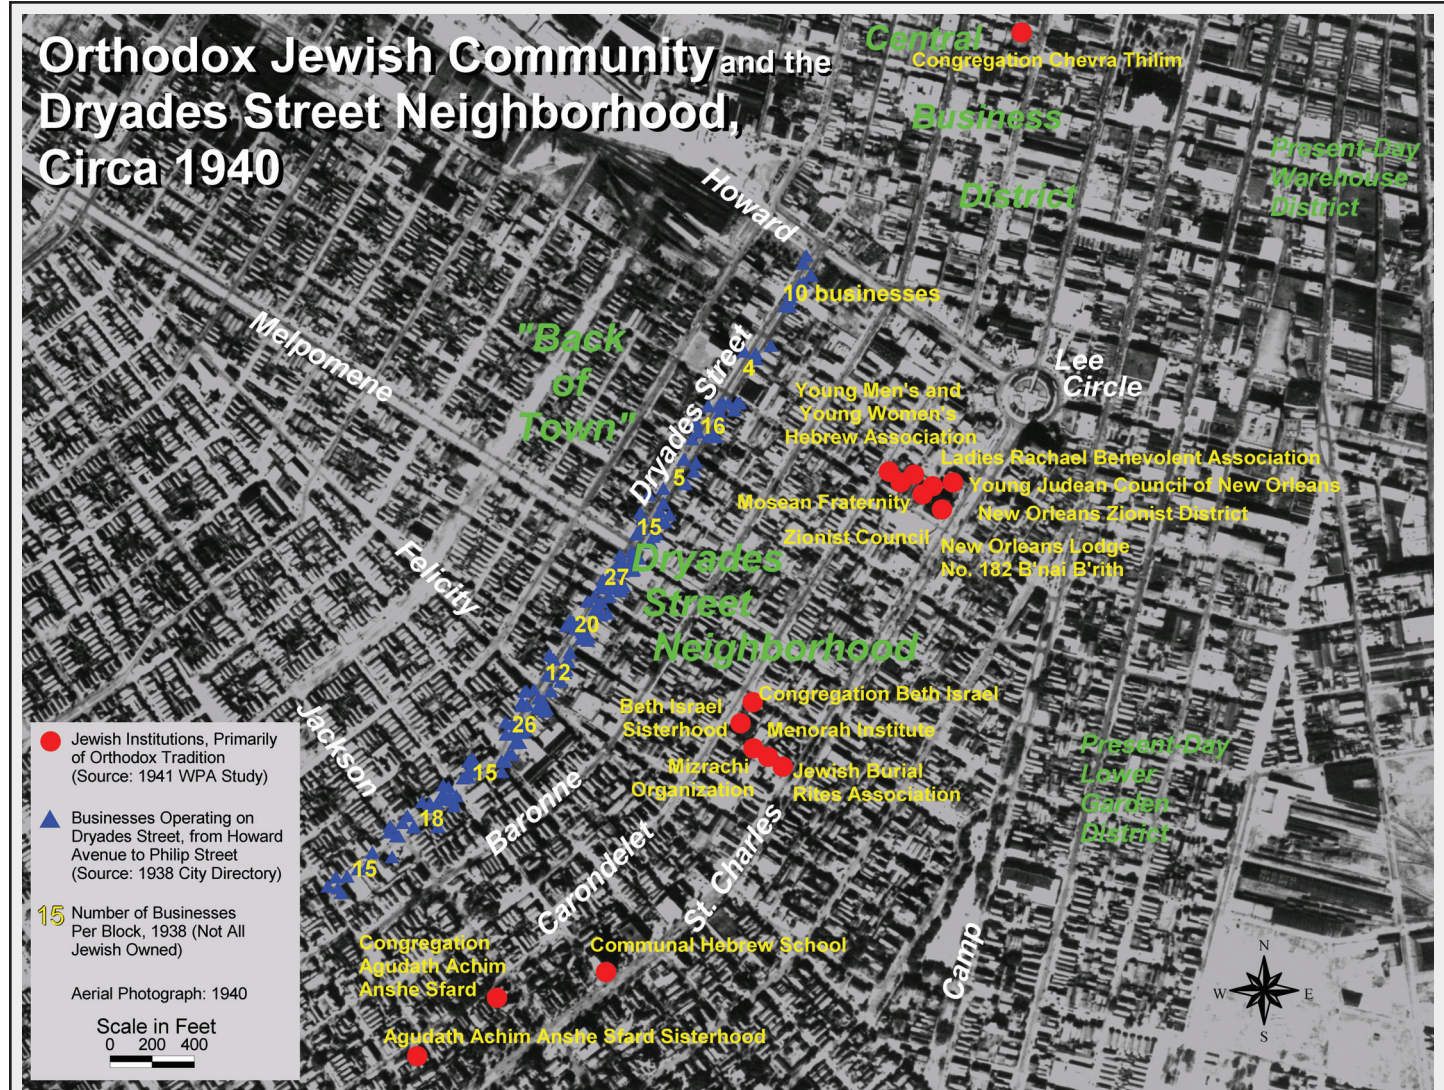 Orthodox Jewish Community and the
Dryades Street Neighborhood,
Circa 1940
Central
Business
District
Congregation Chevra Thilim
Present-Day
Warehouse
District
Howard
10 businesses
Melpomene
"Back
of
Town"
Dryades Street
4
16
5
15
27
20
12
26
15
18
15
Lee
Circle
Young Men's and
Young Women's
Hebrew Association
Ladies Rachael Benevolent Association
Young Judean Council of New Orleans
Mosean Fraternity
New Orleans Zionist District
Zionist Council
New Orleans Lodge
No. 182 B'nai B'rith
Dryades
Street
Neighborhood
Felicity
Congregation Beth Israel
Beth Israel
Sisterhood
Menorah Institute
Mizrachi
Organization
Jewish Burial
Rites Association
Present-Day
Lower
Garden
District
Jackson
Baronne
Carondelet
St. Charles
Camp
Communal Hebrew School
Congregation
Agudath Achim
Anshe Sfard
Agudath Achim Anshe Sfard Sisterhood
Jewish Institutions, Primarily
of Orthodox Tradition
(Source: 1941 WPA Study)
Businesses Operating on
Dryades Street, from Howard
Avenue to Philip Street
(Source: 1938 City Directory)
15 Number of Businesses
Per Block, 1938 (Not All
Jewish Owned)
Aerial Photograph: 1940
Scale in Feet
0 200 400
N
W E
S